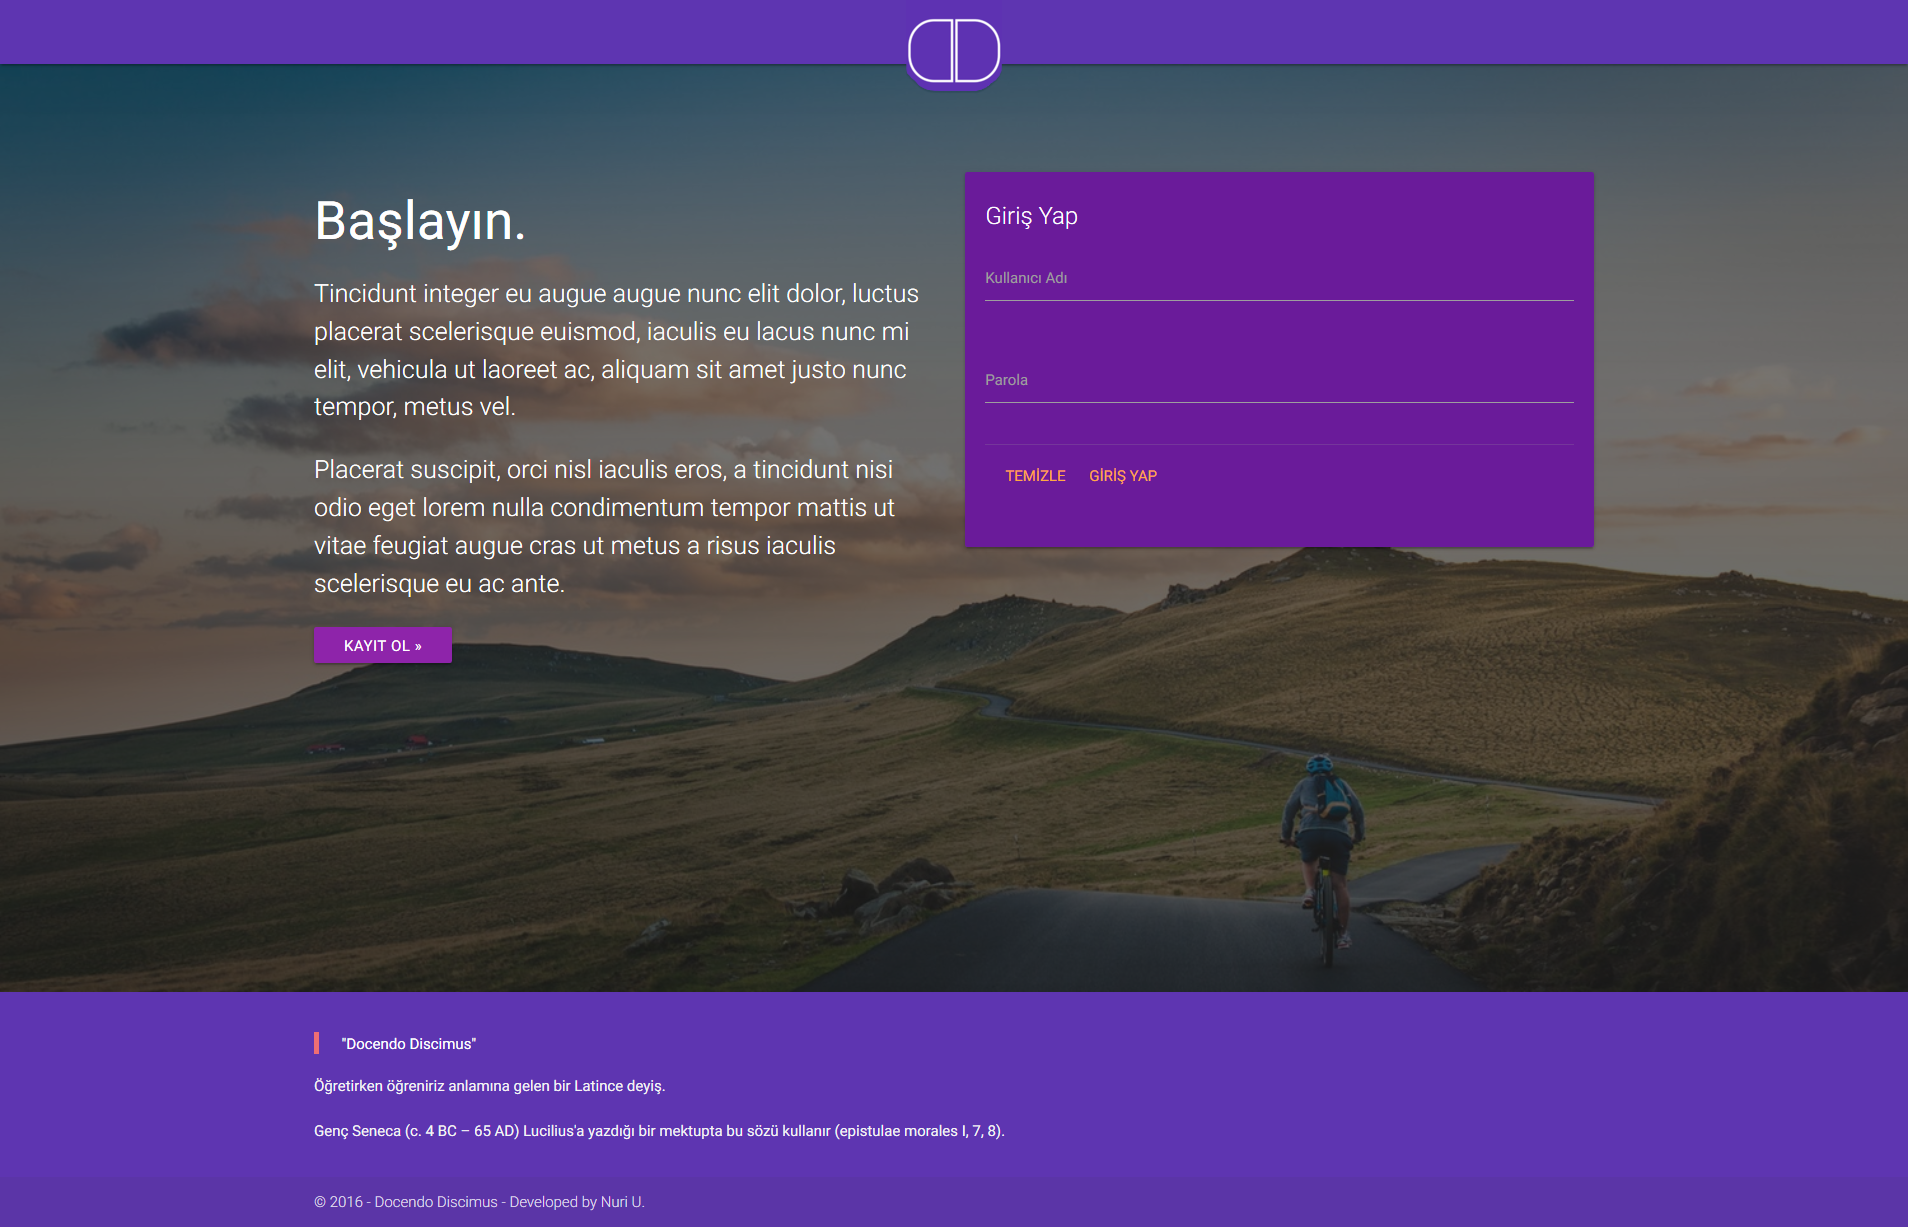 Başlayın.
Tincidunt integer eu augue augue nunc elit dolor, luctus
placerat scelerisque euismod, iaculis eu lacus nunc mi
elit, vehicula ut laoreet ac, aliquam sit amet justo nunc
tempor, metus vel.
Placerat suscipit, orci nisl iaculis eros, a tincidunt nisi
odio eget lorem nulla condimentum tempor mattis ut
vitae feugiat augue cras ut metus a risus iaculis
scelerisque eu ac ante.
KAYIT OL »
Giriş Yap
Kullanıcı Adı
Parola
TEMİZLE GİRİŞ YAP
"Docendo Discimus"
Öğretirken öğreniriz anlamına gelen bir Latince deyiş.
Genç Seneca (c. 4 BC – 65 AD) Lucilius'a yazdığı bir mektupta bu sözü kullanır (epistulae morales I, 7, 8).
© 2016 - Docendo Discimus - Developed by Nuri U.